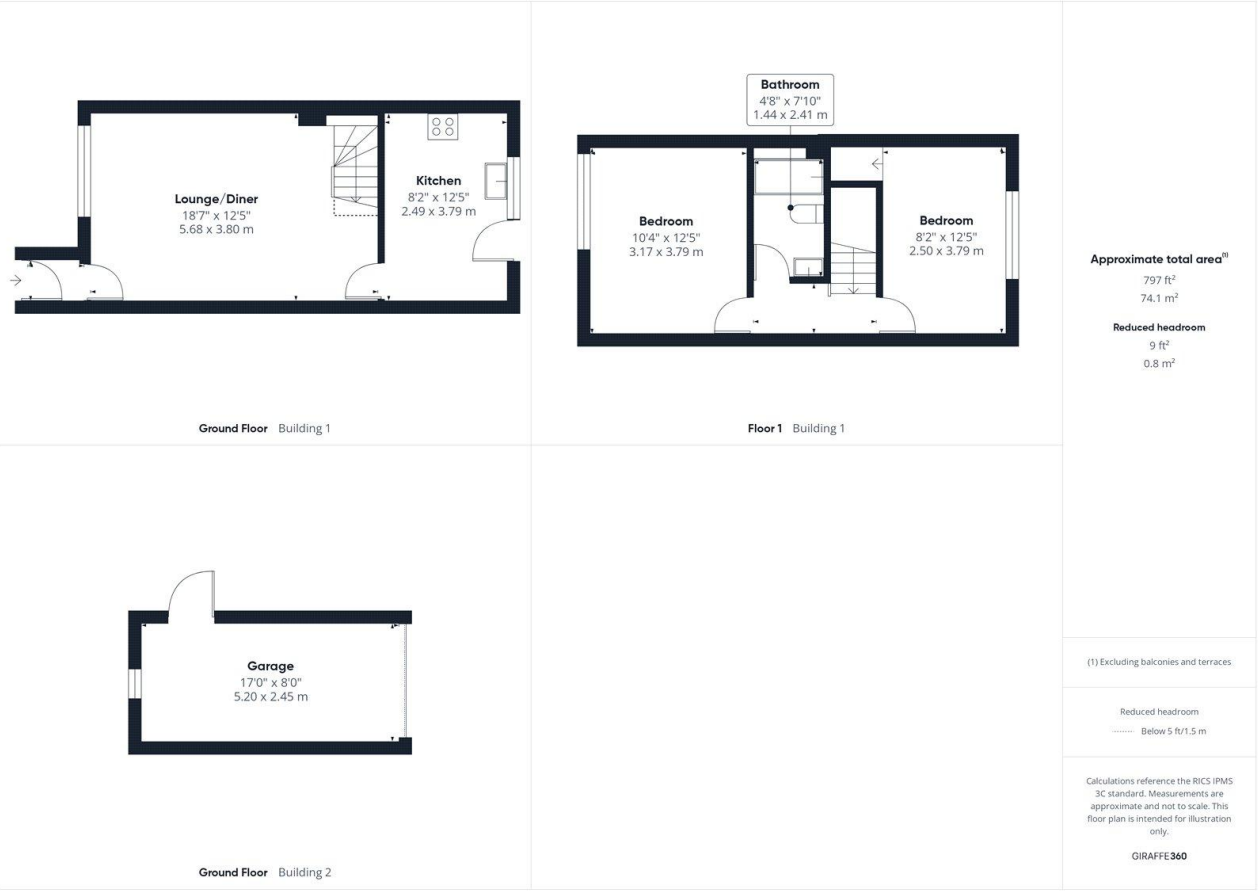 Lounge/Diner
18'7" x 12'5"
5.68 x 3.80 m
Kitchen
8'2" x 12'5"
2.49 x 3.79 m
Ground Floor Building 1
Bathroom
4'8" x 7'10"
1.44 x 2.41 m
Bedroom
10'4" x 12'5"
3.17 x 3.79 m
Bedroom
8'2" x 12'5"
2.50 x 3.79 m
Floor 1 Building 1
Garage
17'0" x 8'0"
5.20 x 2.45 m
Ground Floor Building 2
Approximate total area(1)
797 ft²
74.1 m²
Reduced headroom
9 ft²
0.8 m²
(1) Excluding balconies and terraces
Reduced headroom
Below 5 ft/1.5 m
Calculations reference the RICS IPMS
3C standard. Measurements are
approximate and not to scale. This
floor plan is intended for illustration
only.
GIRAFFE360